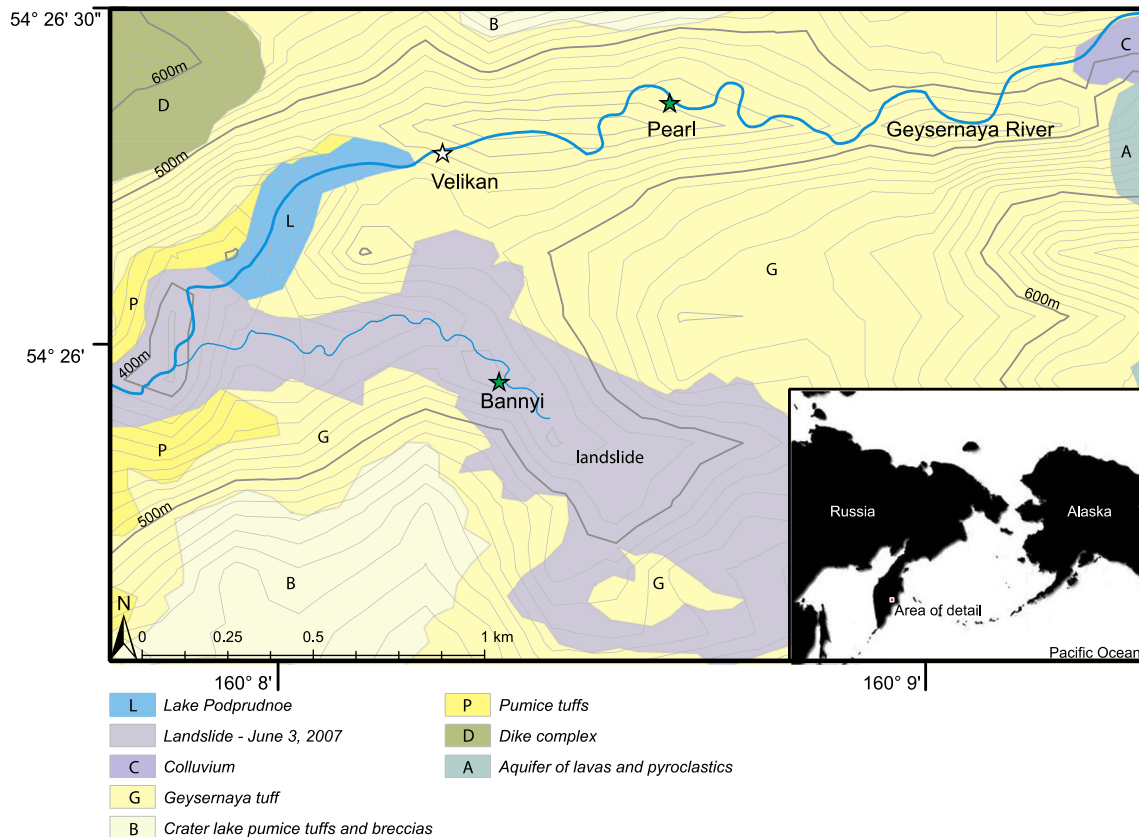 54° 26' 30"
B
C
600m
D
Pearl
Geysernaya River
500m
A
Velikan
L
G
P
600m
54° 26'
400m
Bannyi
G
P
landslide
500m
Russia
Alaska
B
G
Area of detail
N
0 0.25 0.5 1 km
Pacific Ocean
160° 8' 160° 9'
L Lake Podprudnoe
Landslide - June 3, 2007
C Colluvium
G Geysernaya tuff
B Crater lake pumice tuffs and breccias
P Pumice tuffs
D Dike complex
A Aquifer of lavas and pyroclastics